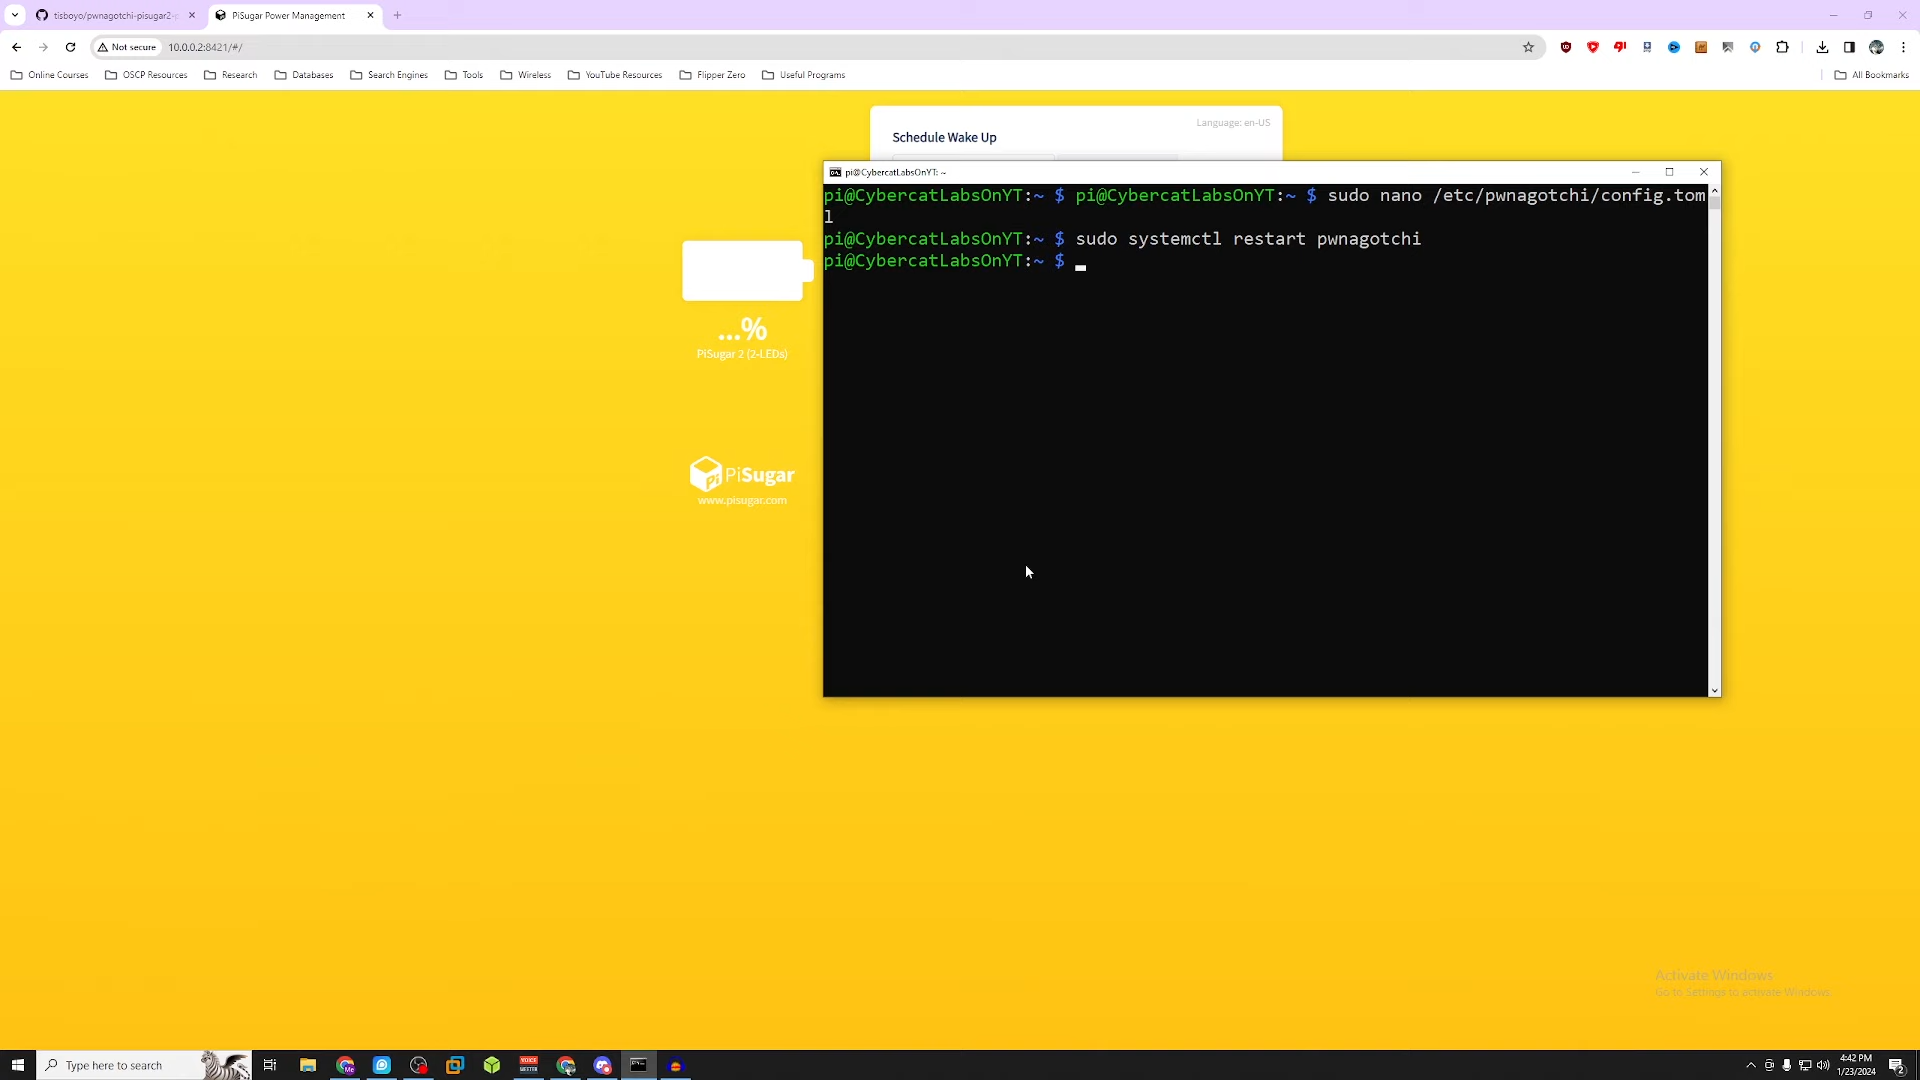 tisboyo/pwnagotchi-pisugar2-p
PiSugar Power Management
Not secure
10.0.0.2:8421/#/
Online Courses
OSCP Resources
Research
Databases
Search Engines
Tools
Wireless
YouTube Resources
Flipper Zero
Useful Programs
All Bookmarks
Language: en-US
Schedule Wake Up
pi@CybercatLabsOnYT: ~
pi@CybercatLabsOnYT:~ $ pi@CybercatLabsOnYT:~ $ sudo nano /etc/pwnagotchi/config.tom
l
pi@CybercatLabsOnYT:~ $ sudo systemctl restart pwnagotchi
pi@CybercatLabsOnYT:~ $
...%
PiSugar 2 (2-LEDs)
PiSugar
www.pisugar.com
Activate Windows
Go to Settings to activate Windows.
Type here to search
VOICE
MEETER
4:42 PM
1/23/2024
2